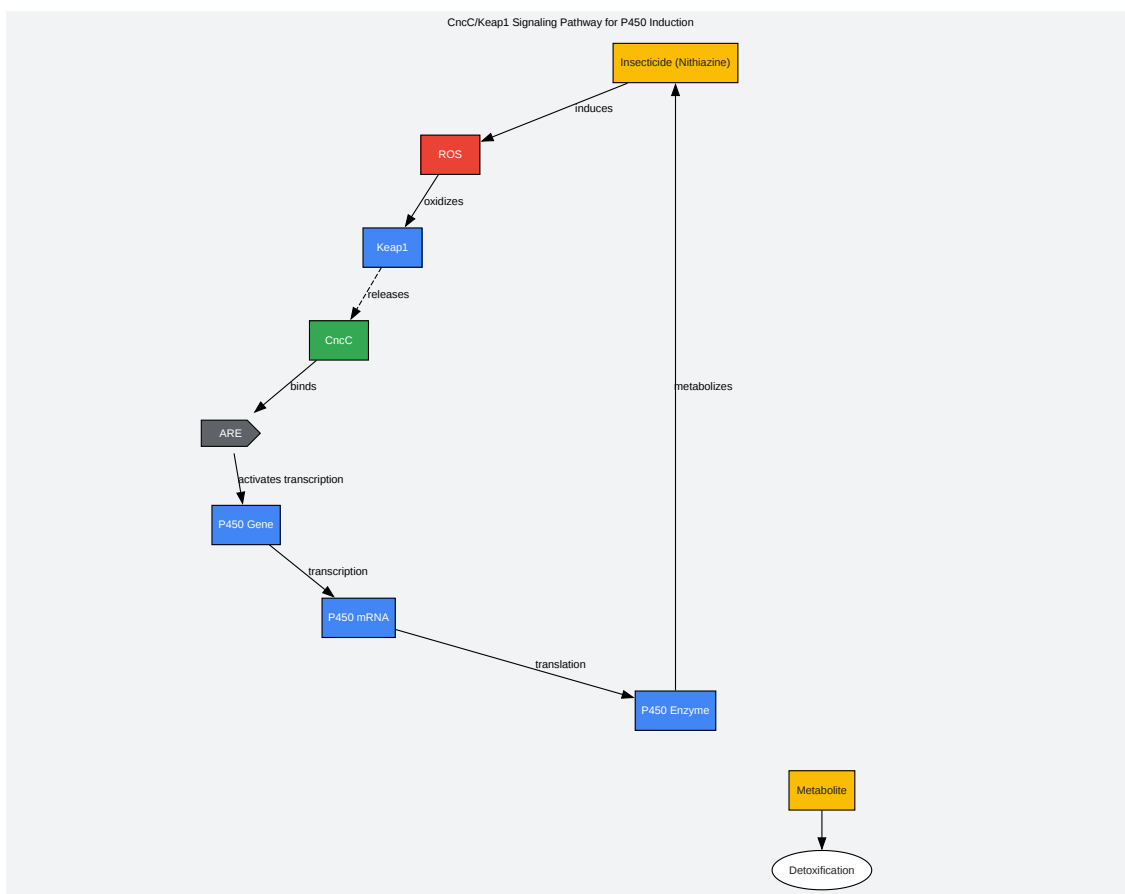 CncC/Keap1 Signaling Pathway for P450 Induction
Insecticide (Nithiazine)
induces
ROS
oxidizes
Keap1
releases
CncC
binds
metabolizes
ARE
activates transcription
P450 Gene
transcription
P450 mRNA
translation
P450 Enzyme
Metabolite
Detoxification